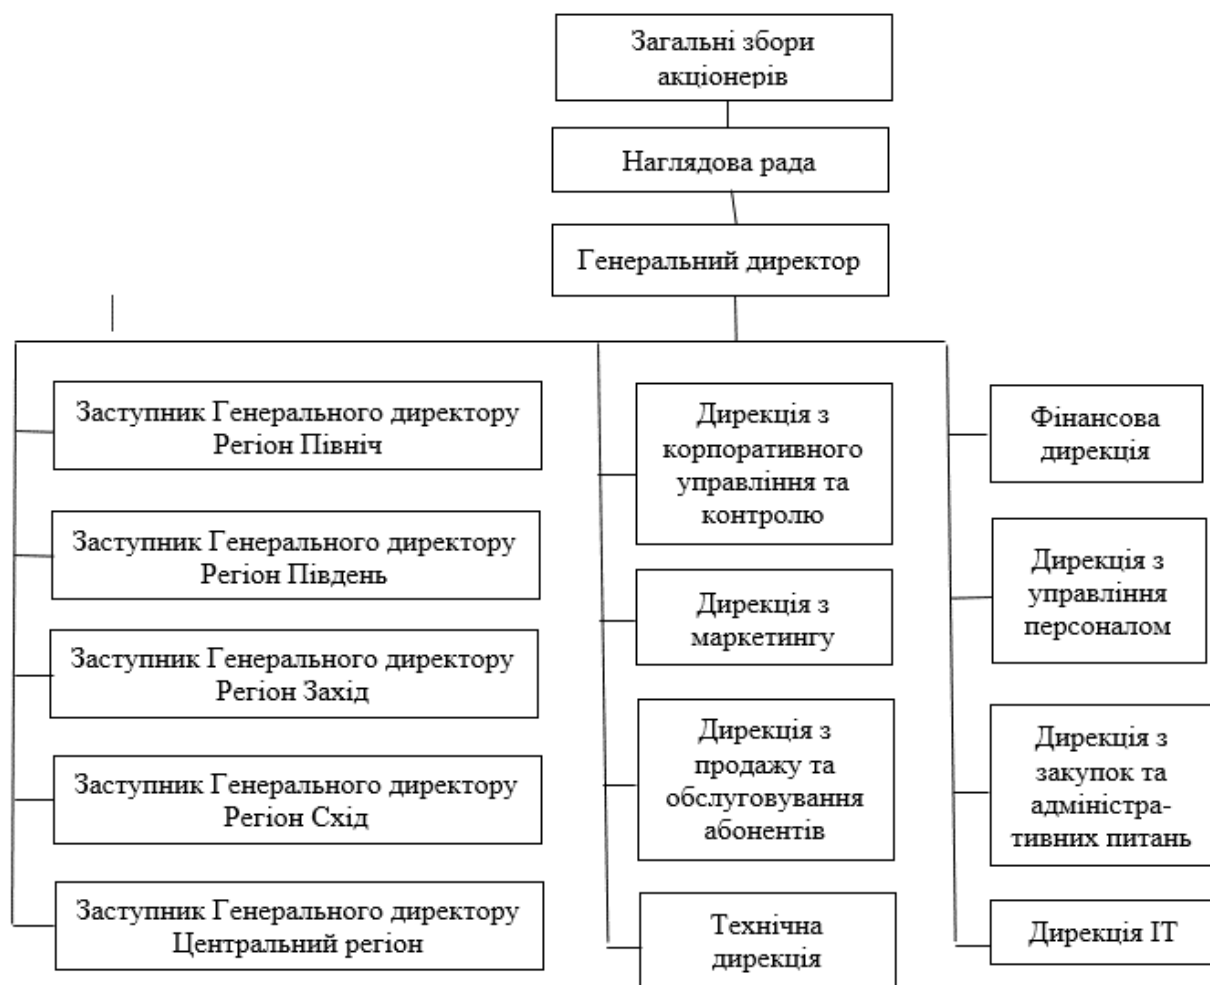 Загальні збори
акціонерів
Наглядова рада
Генеральний директор
Заступник Генерального директору
Регіон Північ
Заступник Генерального директору
Регіон Південь
Заступник Генерального директору
Регіон Захід
Заступник Генерального директору
Регіон Схід
Заступник Генерального директору
Центральний регіон
Дирекція з
корпоративного
управління та
контролю
Дирекція з
маркетингу
Дирекція з
продажу та
обслуговування
абонентів
Технічна
дирекція
Фінансова
дирекція
Дирекція з
управління
персоналом
Дирекція з
закупок та
адміністра-
тивних питань
Дирекція ІТ